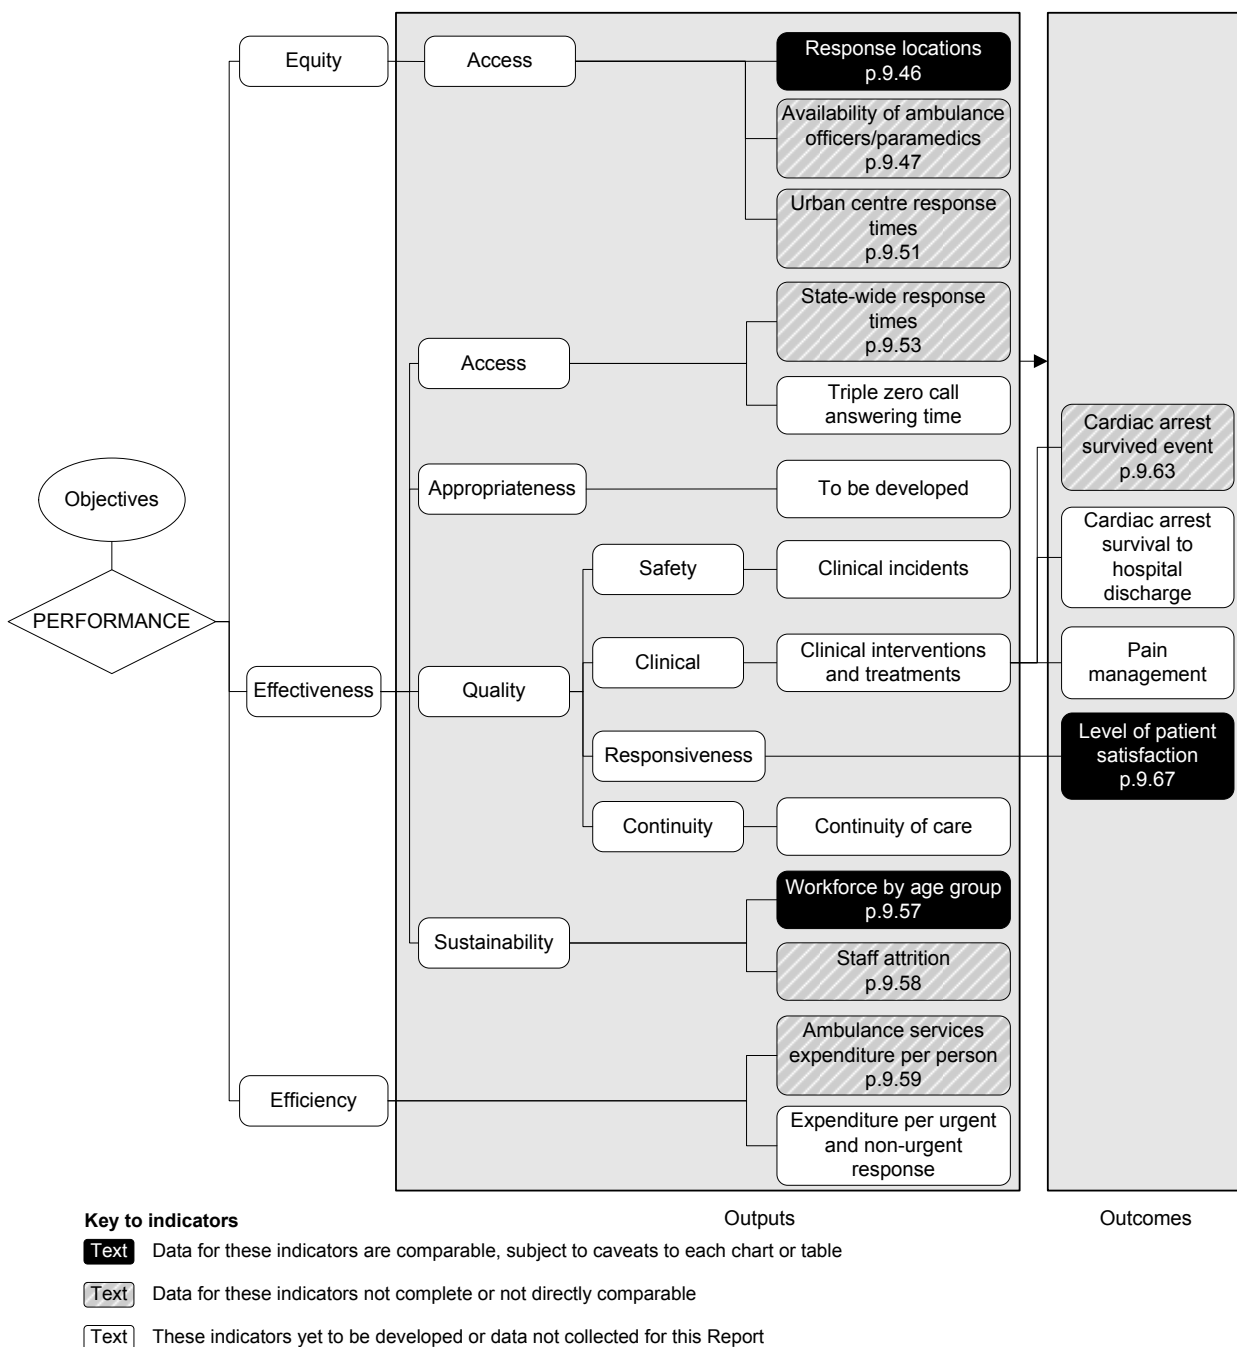 Equity
Access
Response locations
p.9.46
Availability of ambulance
officers/paramedics
p.9.47
Urban centre response
times
p.9.51
State-wide response
times
p.9.53
Access
Triple zero call
answering time
Cardiac arrest
survived event
p.9.63
Objectives
Appropriateness
To be developed
Cardiac arrest
survival to
hospital
discharge
Safety
Clinical incidents
PERFORMANCE
Clinical
Clinical interventions
and treatments
Pain
management
Effectiveness
Quality
Responsiveness
Level of patient
satisfaction
p.9.67
Continuity
Continuity of care
Workforce by age group
p.9.57
Sustainability
Staff attrition
p.9.58
Ambulance services
expenditure per person
p.9.59
Efficiency
Expenditure per urgent
and non-urgent
response
Outputs
Outcomes
Key to indicators
Text Data for these indicators are comparable, subject to caveats to each chart or table
Text Data for these indicators not complete or not directly comparable
Text These indicators yet to be developed or data not collected for this Report